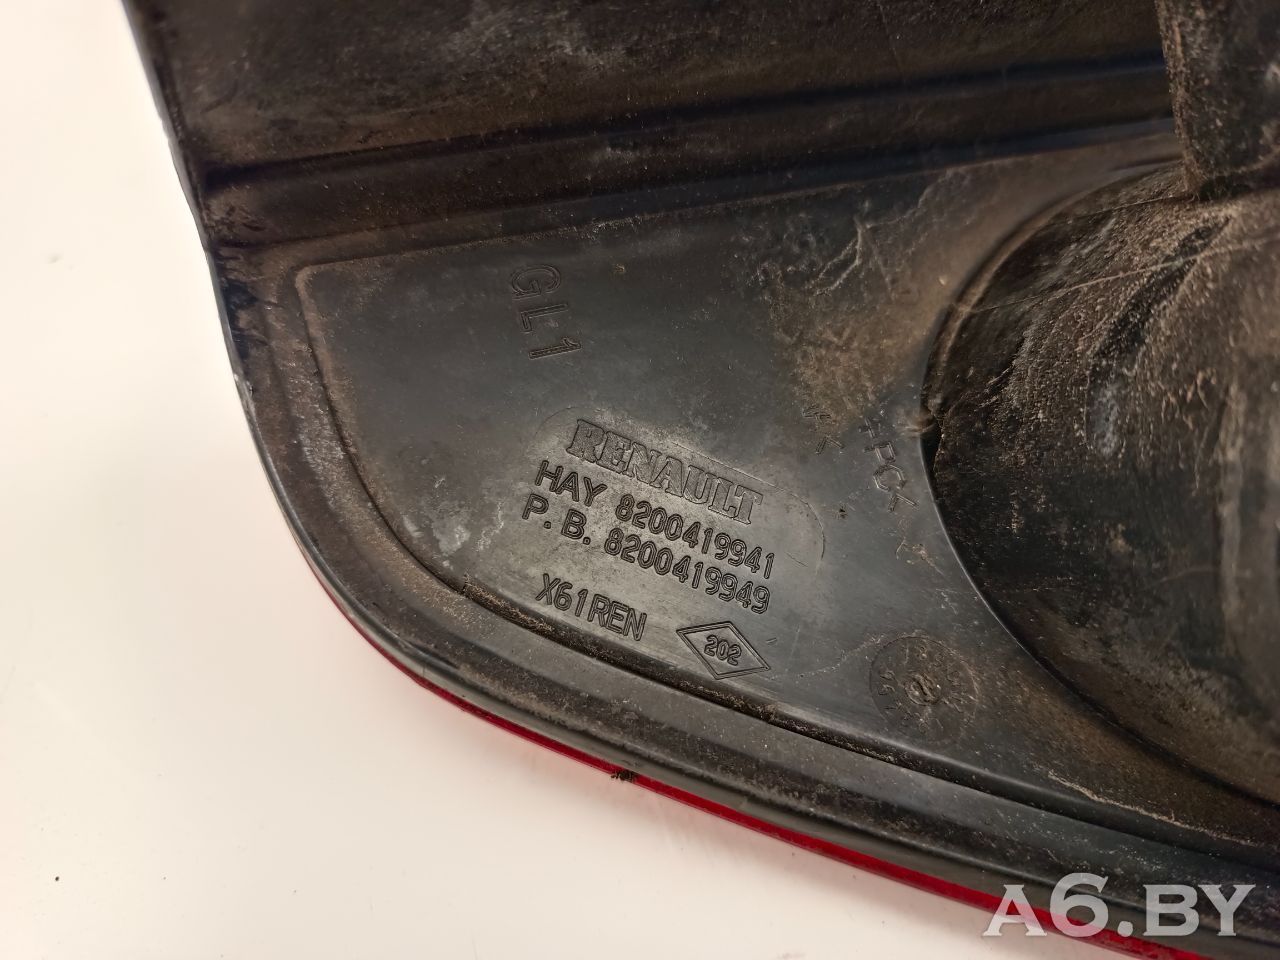 GL1
RENAULT
HAY 8200419941
P.B. 8200419949
X61REN
202
A6.BY